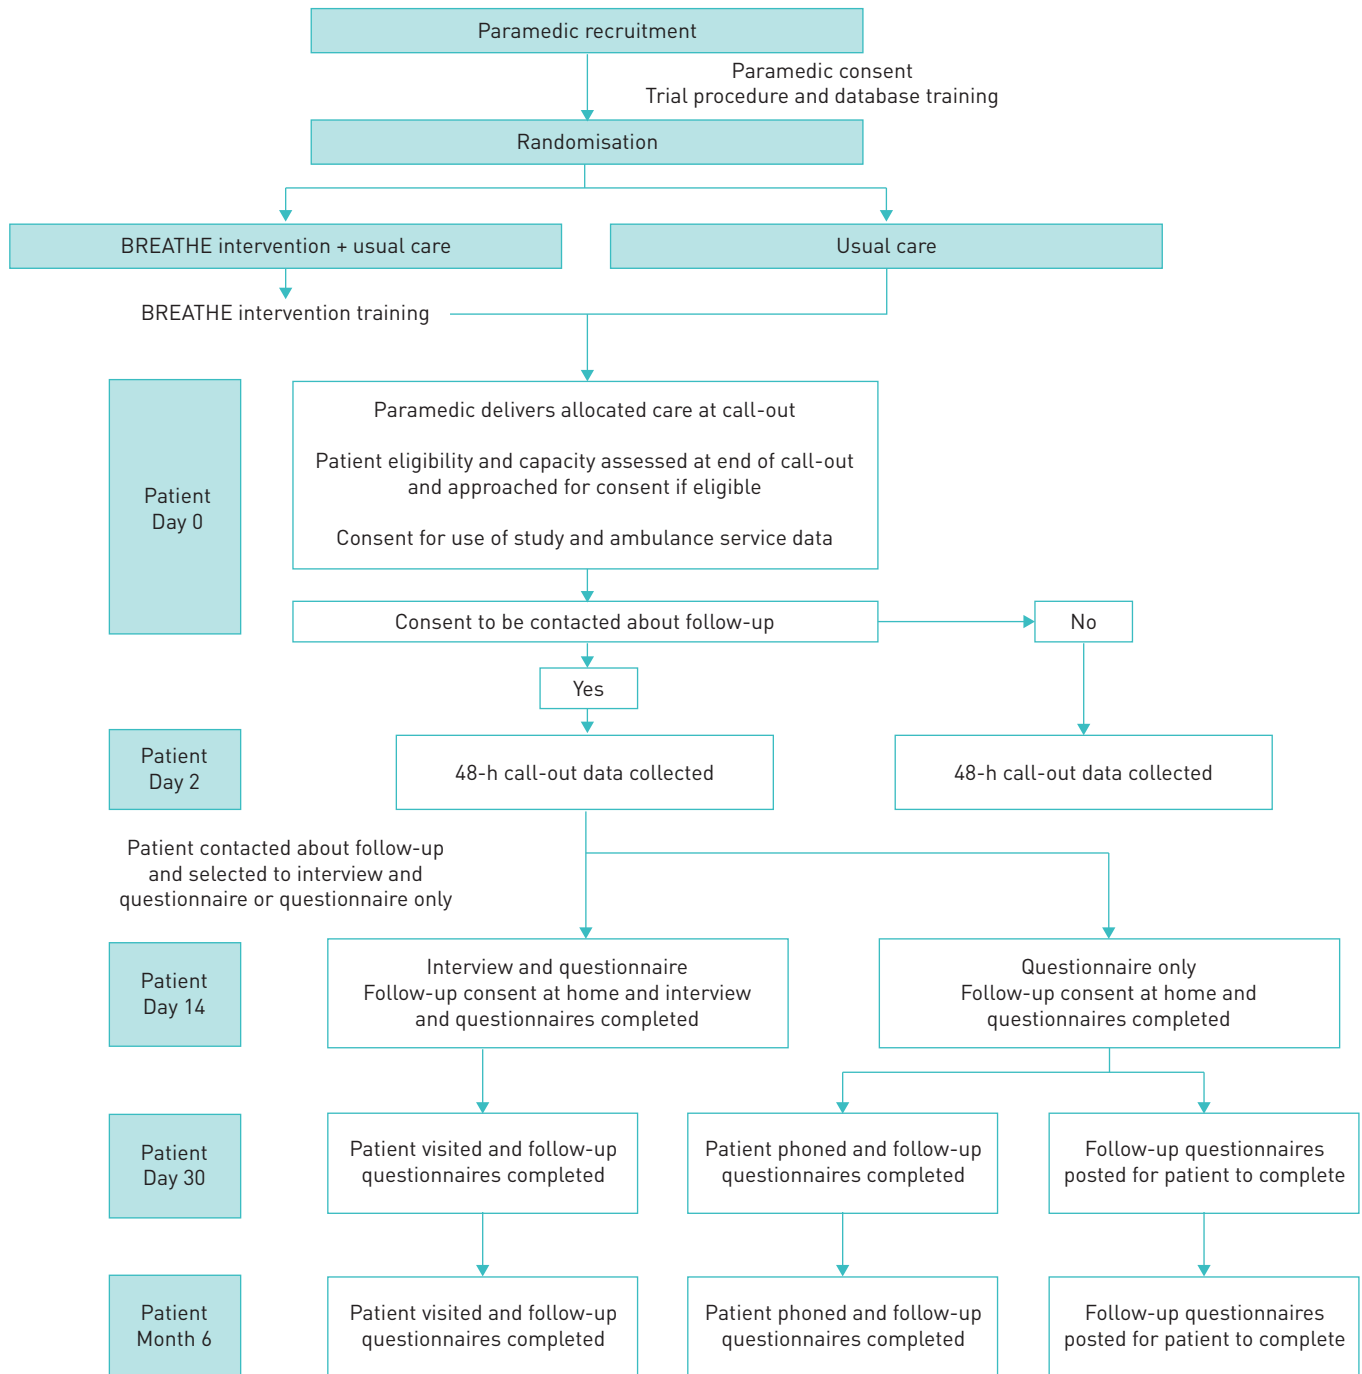 Paramedic recruitment
Paramedic consent
Trial procedure and database training
Randomisation
BREATHE intervention + usual care
Usual care
BREATHE intervention training
Patient
Day 0
Paramedic delivers allocated care at call-out
Patient eligibility and capacity assessed at end of call-out
and approached for consent if eligible
Consent for use of study and ambulance service data
Consent to be contacted about follow-up
No
Yes
Patient
Day 2
48-h call-out data collected
48-h call-out data collected
Patient contacted about follow-up
and selected to interview and
questionnaire or questionnaire only
Patient
Day 14
Interview and questionnaire
Follow-up consent at home and interview
and questionnaires completed
Questionnaire only
Follow-up consent at home and
questionnaires completed
Patient
Day 30
Patient visited and follow-up
questionnaires completed
Patient phoned and follow-up
questionnaires completed
Follow-up questionnaires
posted for patient to complete
Patient
Month 6
Patient visited and follow-up
questionnaires completed
Patient phoned and follow-up
questionnaires completed
Follow-up questionnaires
posted for patient to complete